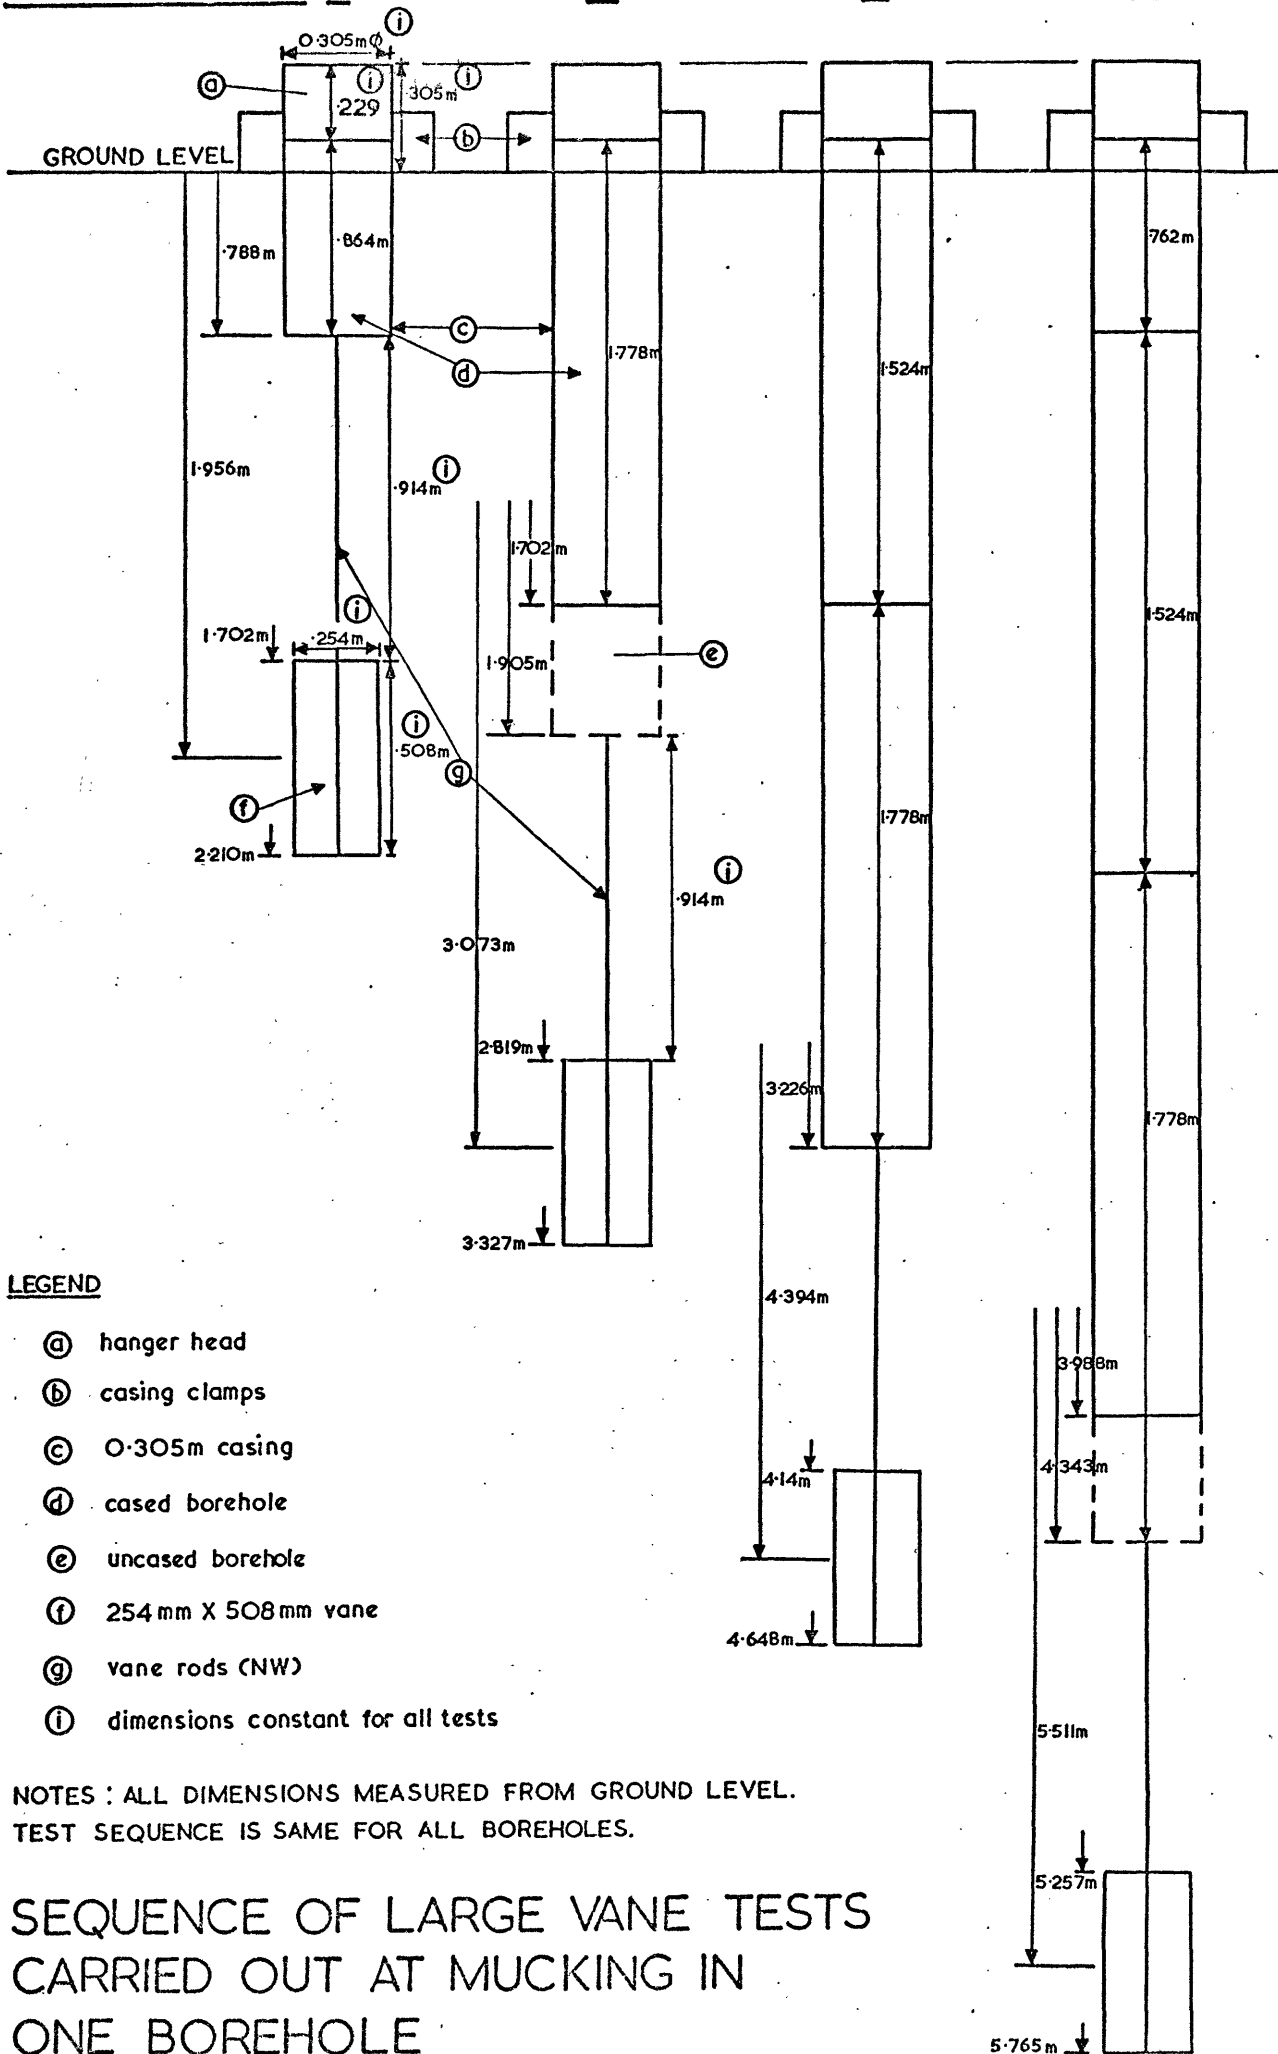 0·305mϕ
i
a
i
·229
·305m
i
b
GROUND LEVEL
·788m
·864m
·762m
c
d
1·778m
1·524m
1·956m
·914m
i
1·702m
i
1·702m
·254m
1·905m
e
1·524m
i
·508m
g
f
2·210m
1·778m
·914m
i
3·073m
2·819m
3·226m
1·778m
3·327m
4·394m
3·988m
4·343m
4·14m
4·648m
5·511m
5·257m
5·765m
LEGEND
a hanger head
b casing clamps
c 0·305m casing
d cased borehole
e uncased borehole
f 254mm X 508mm vane
g vane rods (NW)
i dimensions constant for all tests
NOTES : ALL DIMENSIONS MEASURED FROM GROUND LEVEL.
TEST SEQUENCE IS SAME FOR ALL BOREHOLES.
SEQUENCE OF LARGE VANE TESTS
CARRIED OUT AT MUCKING IN
ONE BOREHOLE